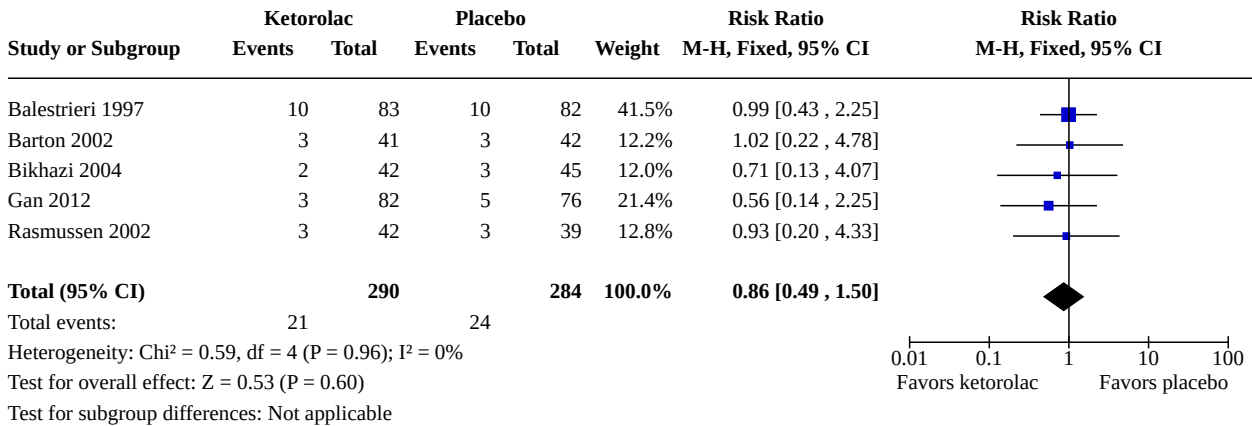 Ketorolac Placebo Risk Ratio Risk Ratio
Study or Subgroup Events Total Events Total Weight M-H, Fixed, 95% CI M-H, Fixed, 95% CI
Balestrieri 1997 10 83 10 82 41.5% 0.99 [0.43 , 2.25]
Barton 2002 3 41 3 42 12.2% 1.02 [0.22 , 4.78]
Bikhazi 2004 2 42 3 45 12.0% 0.71 [0.13 , 4.07]
Gan 2012 3 82 5 76 21.4% 0.56 [0.14 , 2.25]
Rasmussen 2002 3 42 3 39 12.8% 0.93 [0.20 , 4.33]
Total (95% CI) 290 284 100.0% 0.86 [0.49 , 1.50]
Total events: 21 24
Heterogeneity: Chi² = 0.59, df = 4 (P = 0.96); I² = 0% 0.01 0.1 1 10 100
Test for overall effect: Z = 0.53 (P = 0.60) Favors ketorolac Favors placebo
Test for subgroup differences: Not applicable